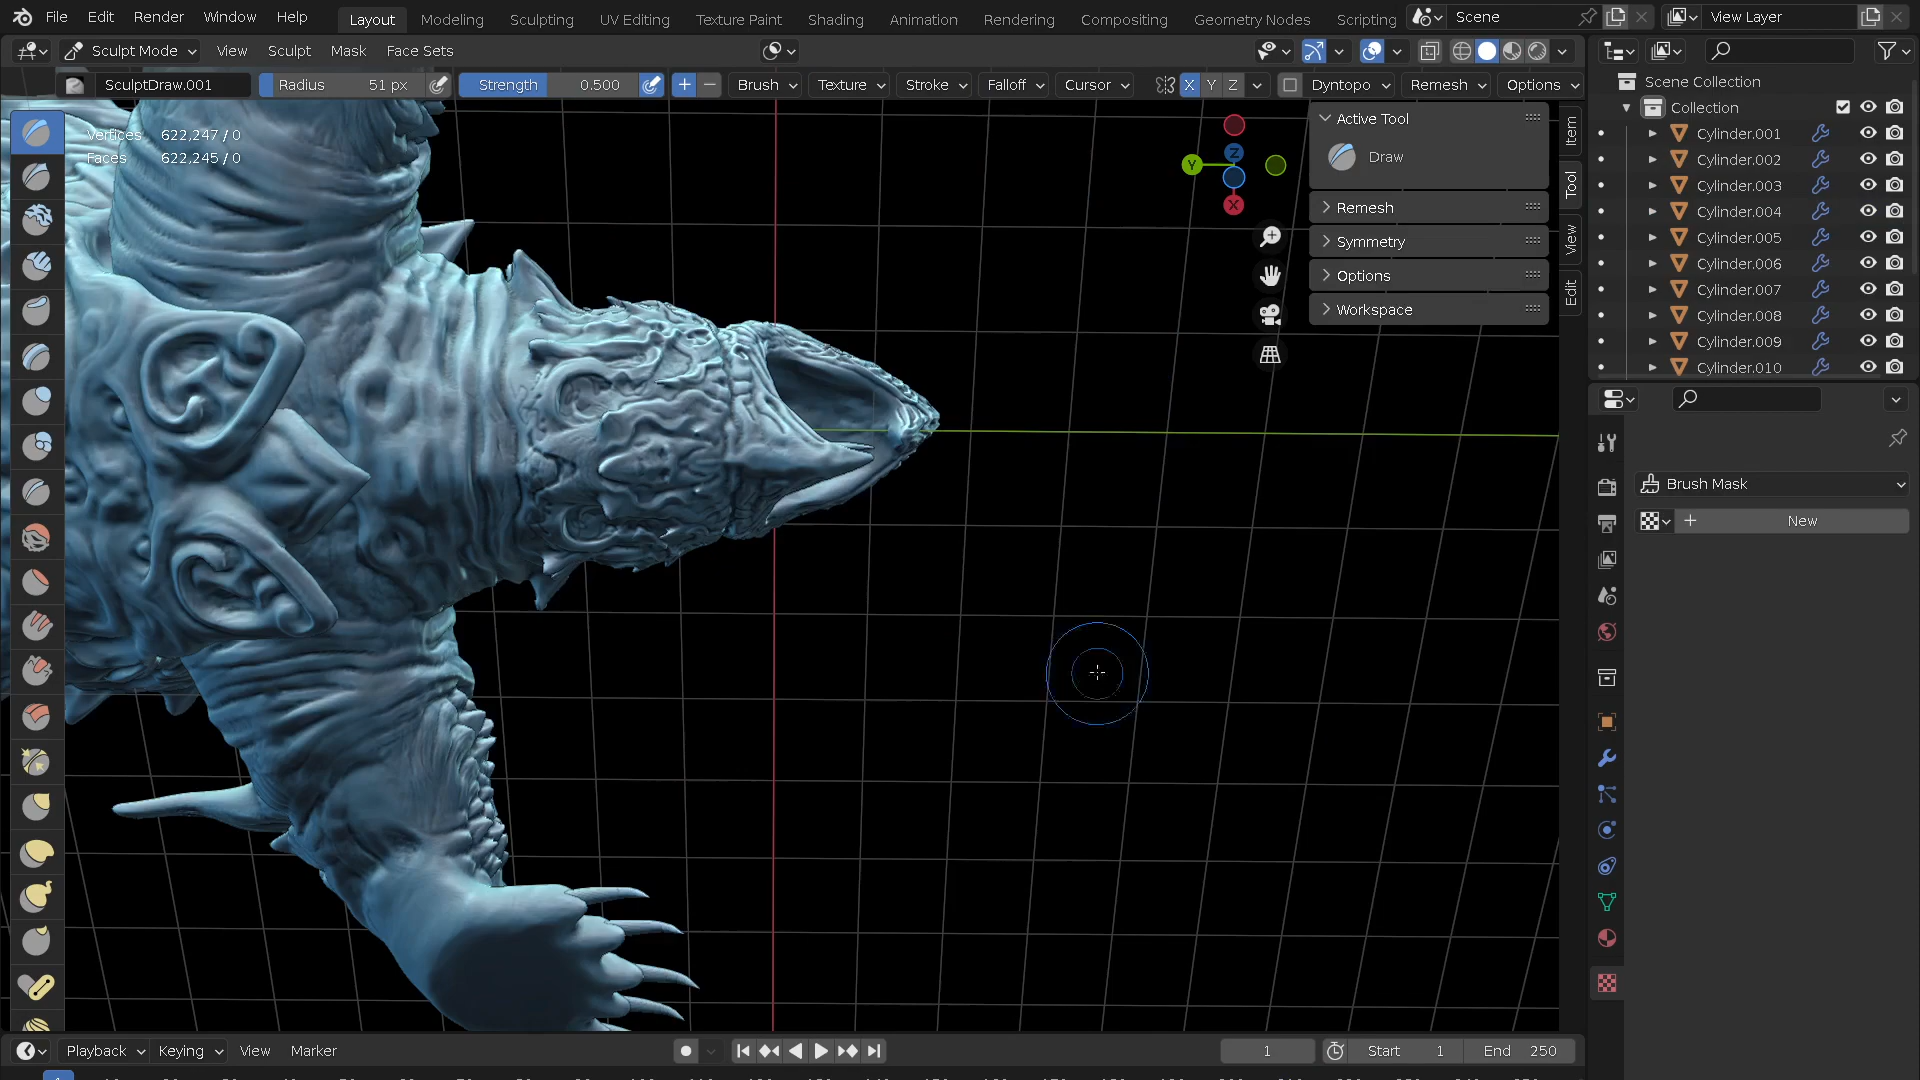 File Edit Render Window Help Layout Modeling Sculpting UV Editing Texture Paint Shading Animation Rendering Compositing Geometry Nodes Scripting Scene View Layer
Sculpt Mode View Sculpt Mask Face Sets
SculptDraw.001 Radius 51 px Strength 0.500 Brush Texture Stroke Falloff Cursor X Y Z Dyntopo Remesh Options
Vertices 622,247 / 0
Faces 622,245 / 0
Y Z X
Active Tool
Draw
Remesh
Symmetry
Options
Workspace
Item
Tool
View
Edit
Scene Collection
Collection
Cylinder.001
Cylinder.002
Cylinder.003
Cylinder.004
Cylinder.005
Cylinder.006
Cylinder.007
Cylinder.008
Cylinder.009
Cylinder.010
Brush Mask
New
Playback Keying View Marker 1 Start 1 End 250